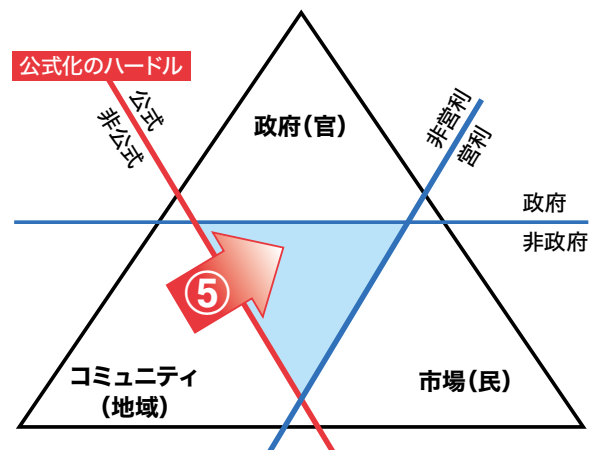 公式化のハードル
公式
非公式
非営利
営利
政府（官）
政府
非政府
⑤
コミュニティ
（地域）
市場（民）